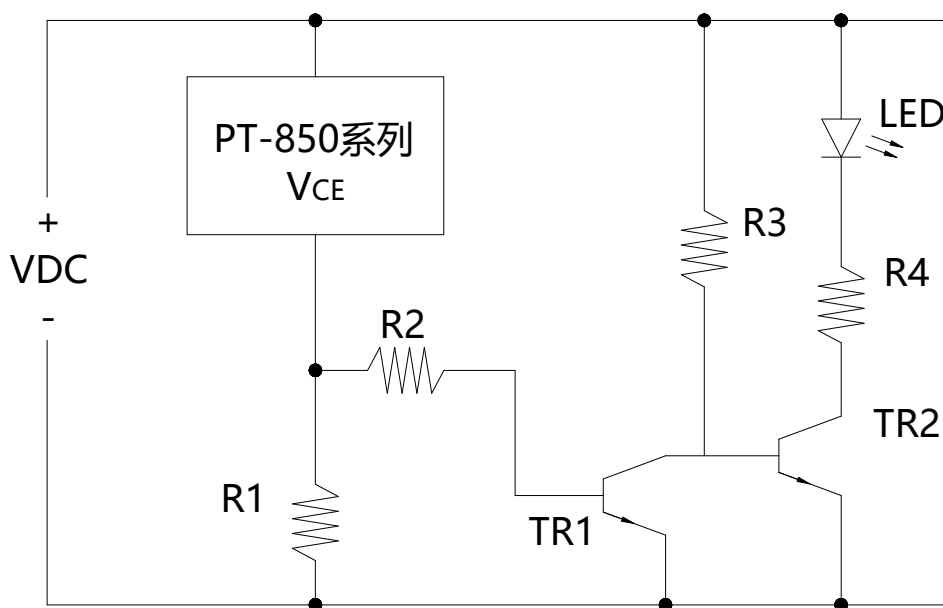 PT-850系列
VCE
LED
+
VDC
-
R3
R4
R2
R1
TR1
TR2